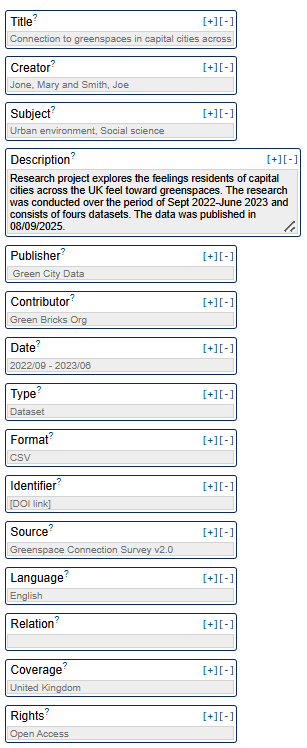 Title? [+][-]
Connection to greenspaces in capital cities across
Creator? [+][-]
Jone, Mary and Smith, Joe
Subject? [+][-]
Urban environment, Social science
Description? [+][-]
Research project explores the feelings residents of capital
cities across the UK feel toward greenspaces. The research
was conducted over the period of Sept 2022-June 2023 and
consists of fours datasets. The data was published in
08/09/2025.
Publisher? [+][-]
Green City Data
Contributor? [+][-]
Green Bricks Org
Date? [+][-]
2022/09 - 2023/06
Type? [+][-]
Dataset
Format? [+][-]
CSV
Identifier? [+][-]
[DOI link]
Source? [+][-]
Greenspace Connection Survey v2.0
Language? [+][-]
English
Relation? [+][-]
Coverage? [+][-]
United Kingdom
Rights? [+][-]
Open Access